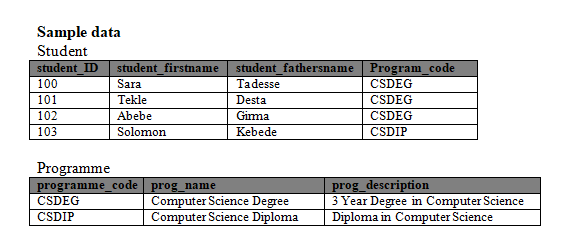 Sample data
Student
student_ID student_firstname student_fathersname Program_code
100 Sara Tadesse CSDEG
101 Tekle Desta CSDEG
102 Abebe Girma CSDEG
103 Solomon Kebede CSDIP
Programme
programme_code prog_name prog_description
CSDEG Computer Science Degree 3 Year Degree in Computer Science
CSDIP Computer Science Diploma Diploma in Computer Science